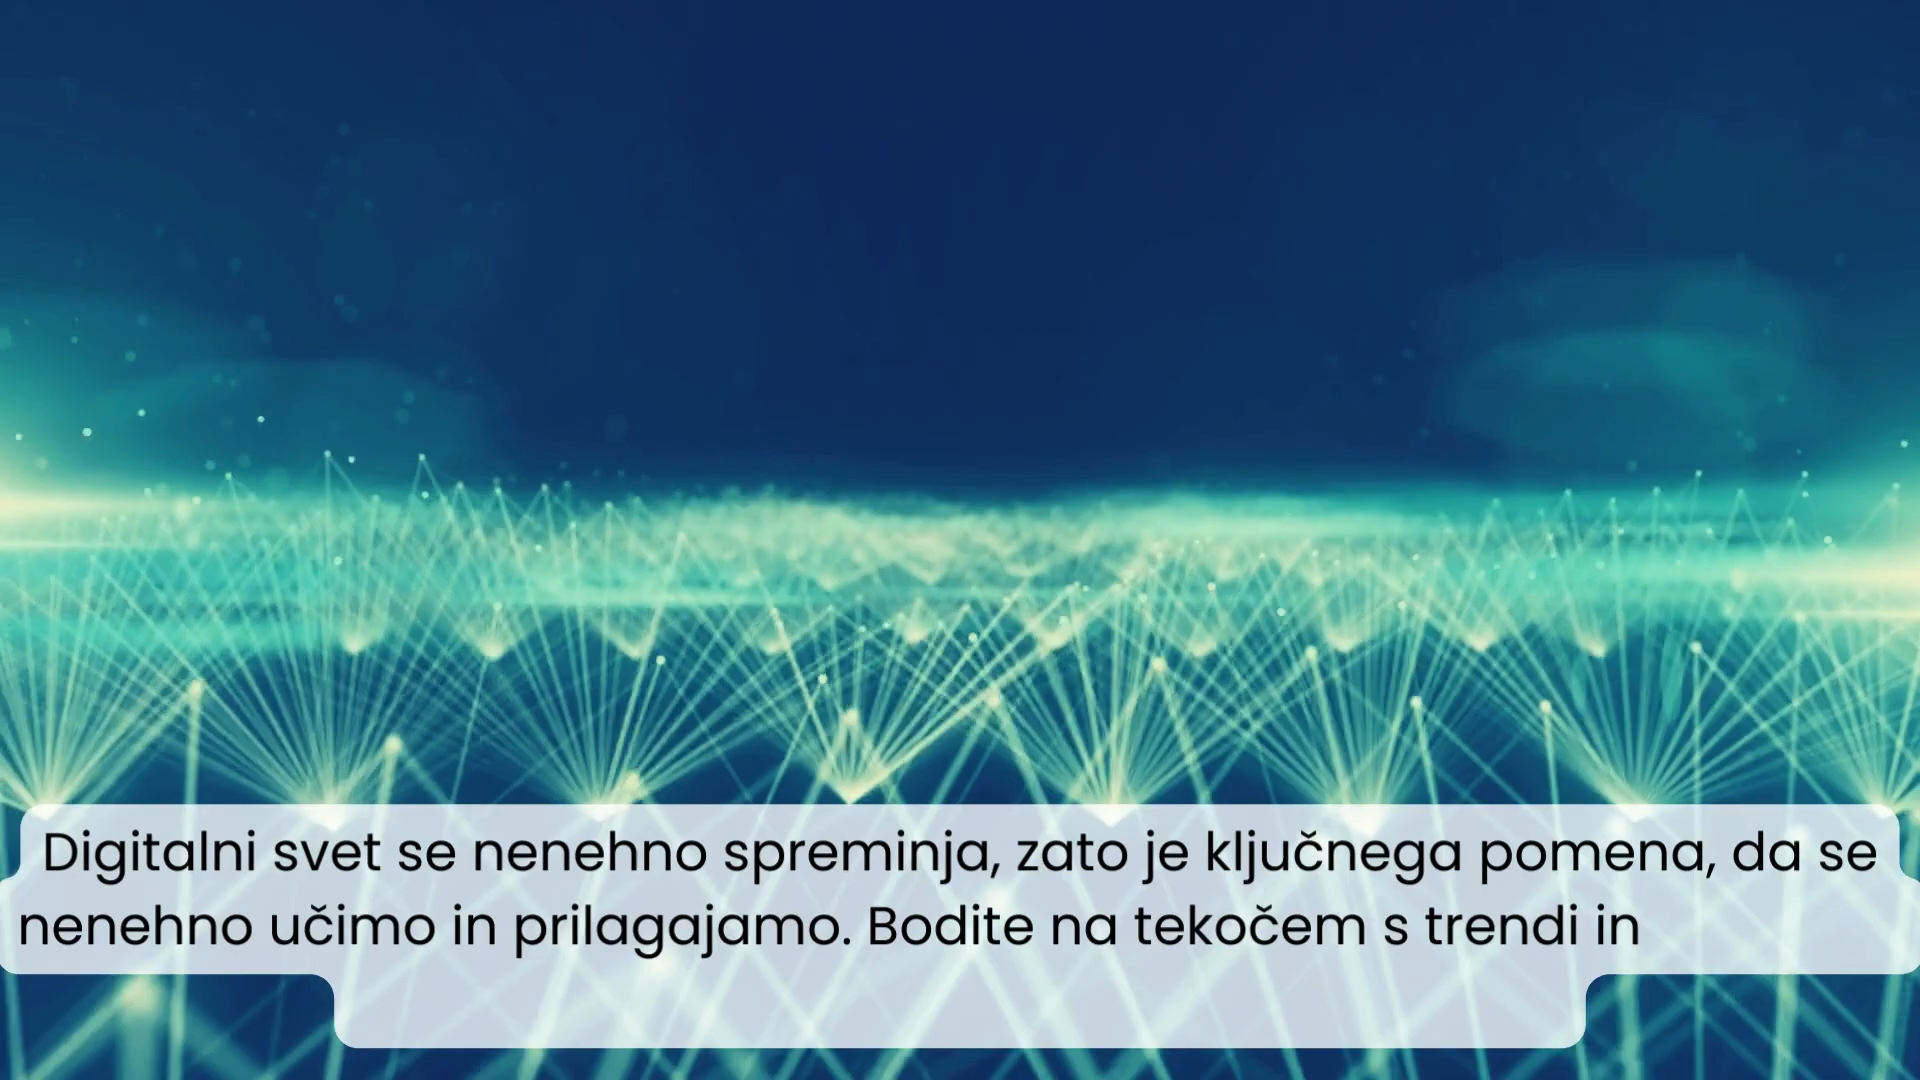 Digitalni svet se nenehno spreminja, zato je ključnega pomena, da se
nenehno učimo in prilagajamo. Bodite na tekočem s trendi in